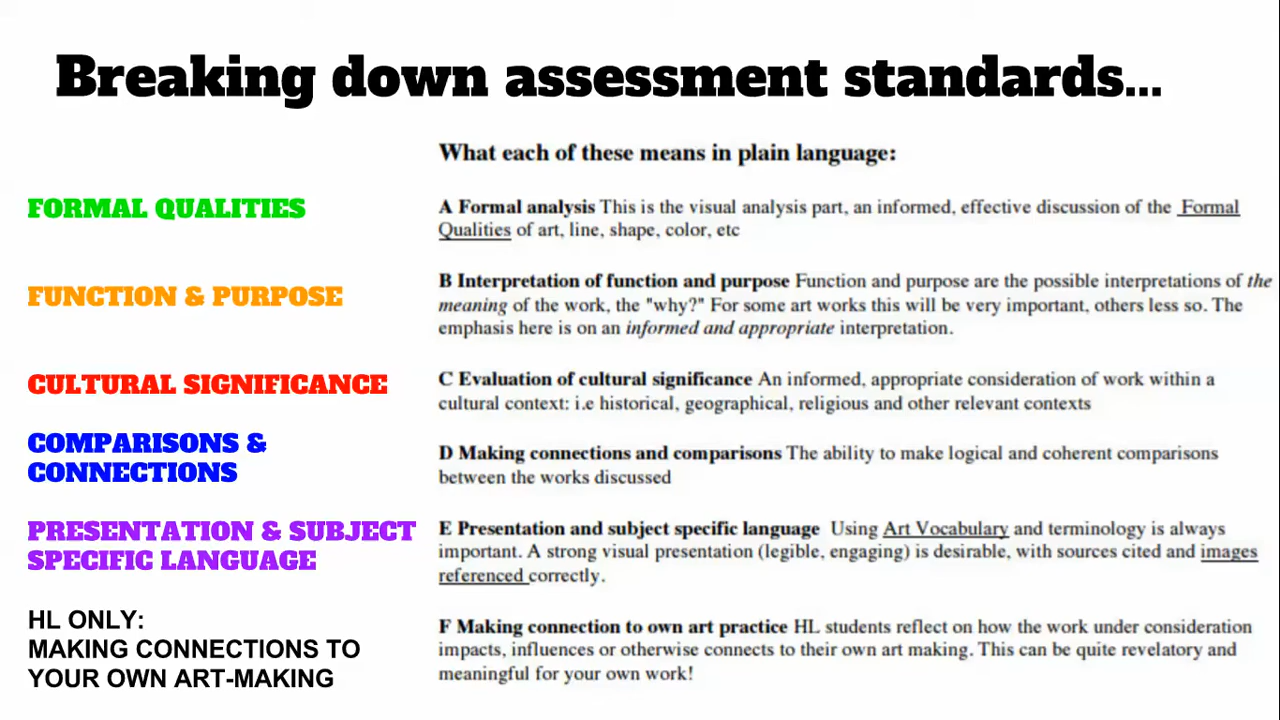 Breaking down assessment standards...
What each of these means in plain language:
FORMAL QUALITIES
A Formal analysis This is the visual analysis part, an informed, effective discussion of the Formal
Qualities of art, line, shape, color, etc
FUNCTION & PURPOSE
B Interpretation of function and purpose Function and purpose are the possible interpretations of the
meaning of the work, the "why?" For some art works this will be very important, others less so. The
emphasis here is on an informed and appropriate interpretation.
CULTURAL SIGNIFICANCE
C Evaluation of cultural significance An informed, appropriate consideration of work within a
cultural context: i.e historical, geographical, religious and other relevant contexts
COMPARISONS &
CONNECTIONS
D Making connections and comparisons The ability to make logical and coherent comparisons
between the works discussed
PRESENTATION & SUBJECT
SPECIFIC LANGUAGE
E Presentation and subject specific language Using Art Vocabulary and terminology is always
important. A strong visual presentation (legible, engaging) is desirable, with sources cited and images
referenced correctly.
HL ONLY:
MAKING CONNECTIONS TO
YOUR OWN ART-MAKING
F Making connection to own art practice HL students reflect on how the work under consideration
impacts, influences or otherwise connects to their own art making. This can be quite revelatory and
meaningful for your own work!